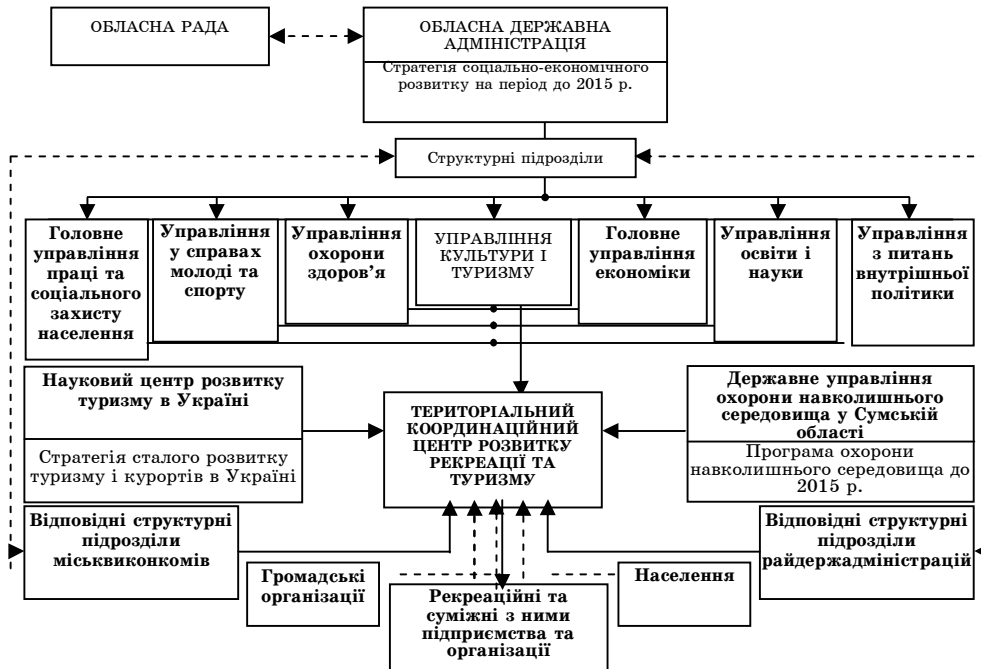 ОБЛАСНА РАДА
ОБЛАСНА ДЕРЖАВНА
АДМІНІСТРАЦІЯ
Стратегія соціально-економічного
розвитку на період до 2015 р.
Структурні підрозділи
Головне
управління
праці та
соціального
захисту
населення
Управління
у справах
молоді та
спорту
Управління
охорони
здоров’я
УПРАВЛІННЯ
КУЛЬТУРИ І
ТУРИЗМУ
Головне
управління
економіки
Управління
освіти і
науки
Управління
з питань
внутрішньої
політики
Науковий центр розвитку
туризму в Україні
Стратегія сталого розвитку
туризму і курортів в Україні
ТЕРИТОРІАЛЬНИЙ
КООРДИНАЦІЙНИЙ
ЦЕНТР РОЗВИТКУ
РЕКРЕАЦІЇ ТА
ТУРИЗМУ
Державне управління
охорони навколишнього
середовища у Сумській
області
Програма охорони
навколишнього середовища до
2015 р.
Відповідні структурні
підрозділи
міськвиконкомів
Громадські
організації
Рекреаційні та
суміжні з ними
підприємства та
організації
Населення
Відповідні структурні
підрозділи
райдержадміністрацій